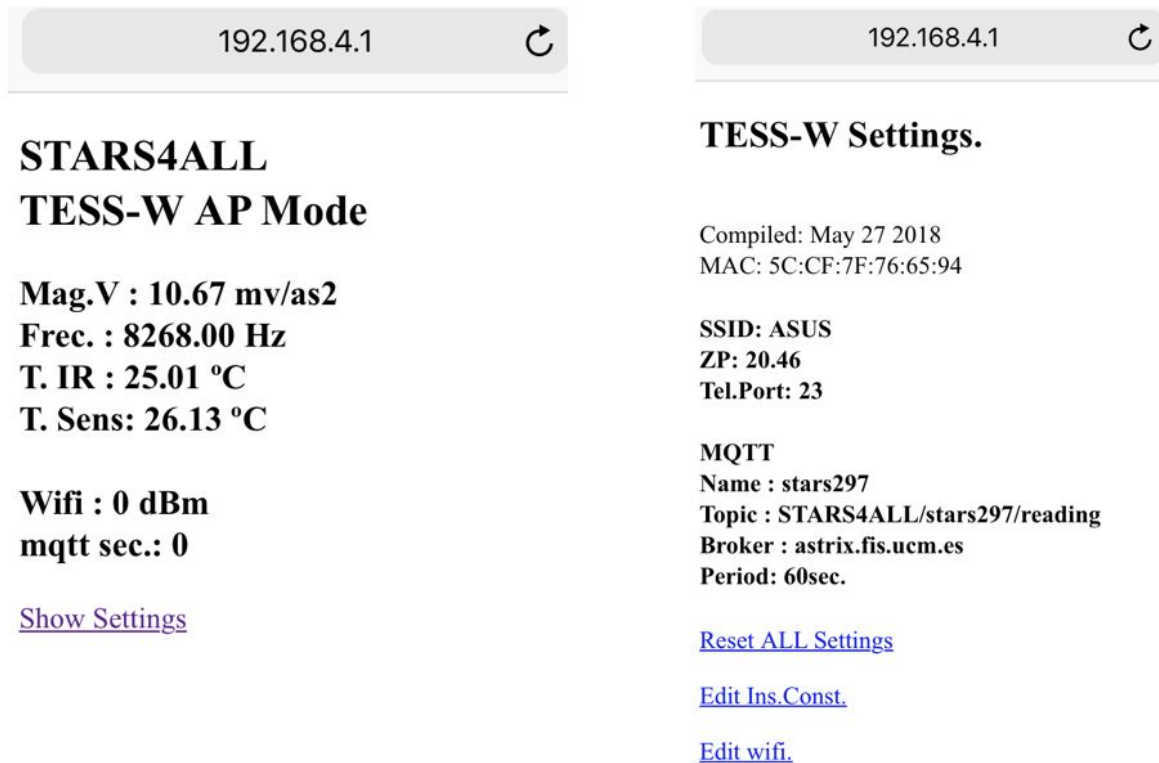 192.168.4.1
STARS4ALL
TESS-W AP Mode
Mag.V : 10.67 mv/as2
Frec. : 8268.00 Hz
T. IR : 25.01 ºC
T. Sens: 26.13 ºC
Wifi : 0 dBm
mqtt sec.: 0
Show Settings
192.168.4.1
TESS-W Settings.
Compiled: May 27 2018
MAC: 5C:CF:7F:76:65:94
SSID: ASUS
ZP: 20.46
Tel.Port: 23
MQTT
Name : stars297
Topic : STARS4ALL/stars297/reading
Broker : astrix.fis.ucm.es
Period: 60sec.
Reset ALL Settings
Edit Ins.Const.
Edit wifi.